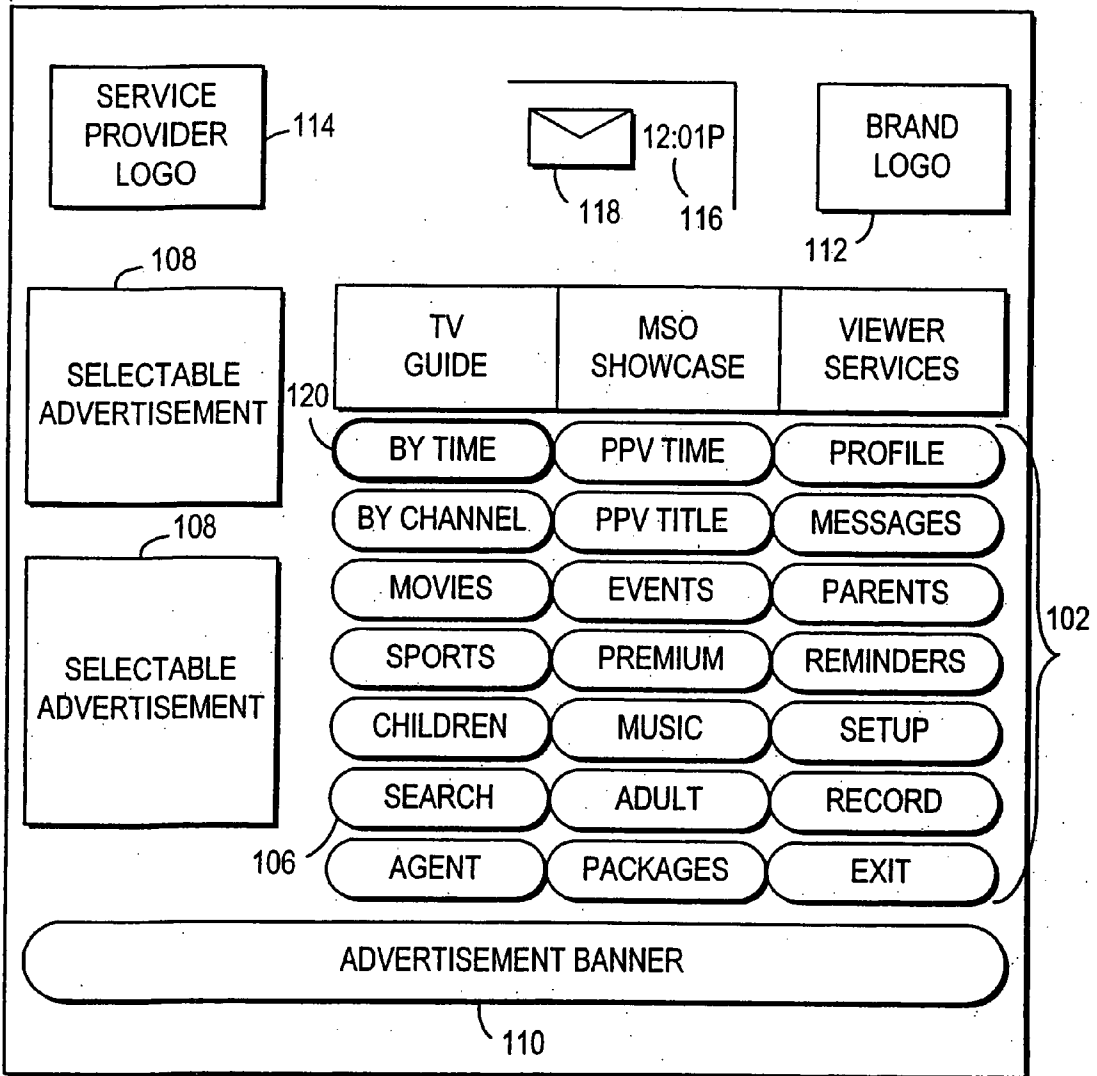 SERVICE
PROVIDER
LOGO
114
12:01P
118
116
BRAND
LOGO
112
108
SELECTABLE
ADVERTISEMENT
108
SELECTABLE
ADVERTISEMENT
TV
GUIDE
MSO
SHOWCASE
VIEWER
SERVICES
120
BY TIME PPV TIME PROFILE
BY CHANNEL PPV TITLE MESSAGES
MOVIES EVENTS PARENTS
102
SPORTS PREMIUM REMINDERS
CHILDREN MUSIC SETUP
SEARCH ADULT RECORD
106
AGENT PACKAGES EXIT
ADVERTISEMENT BANNER
110